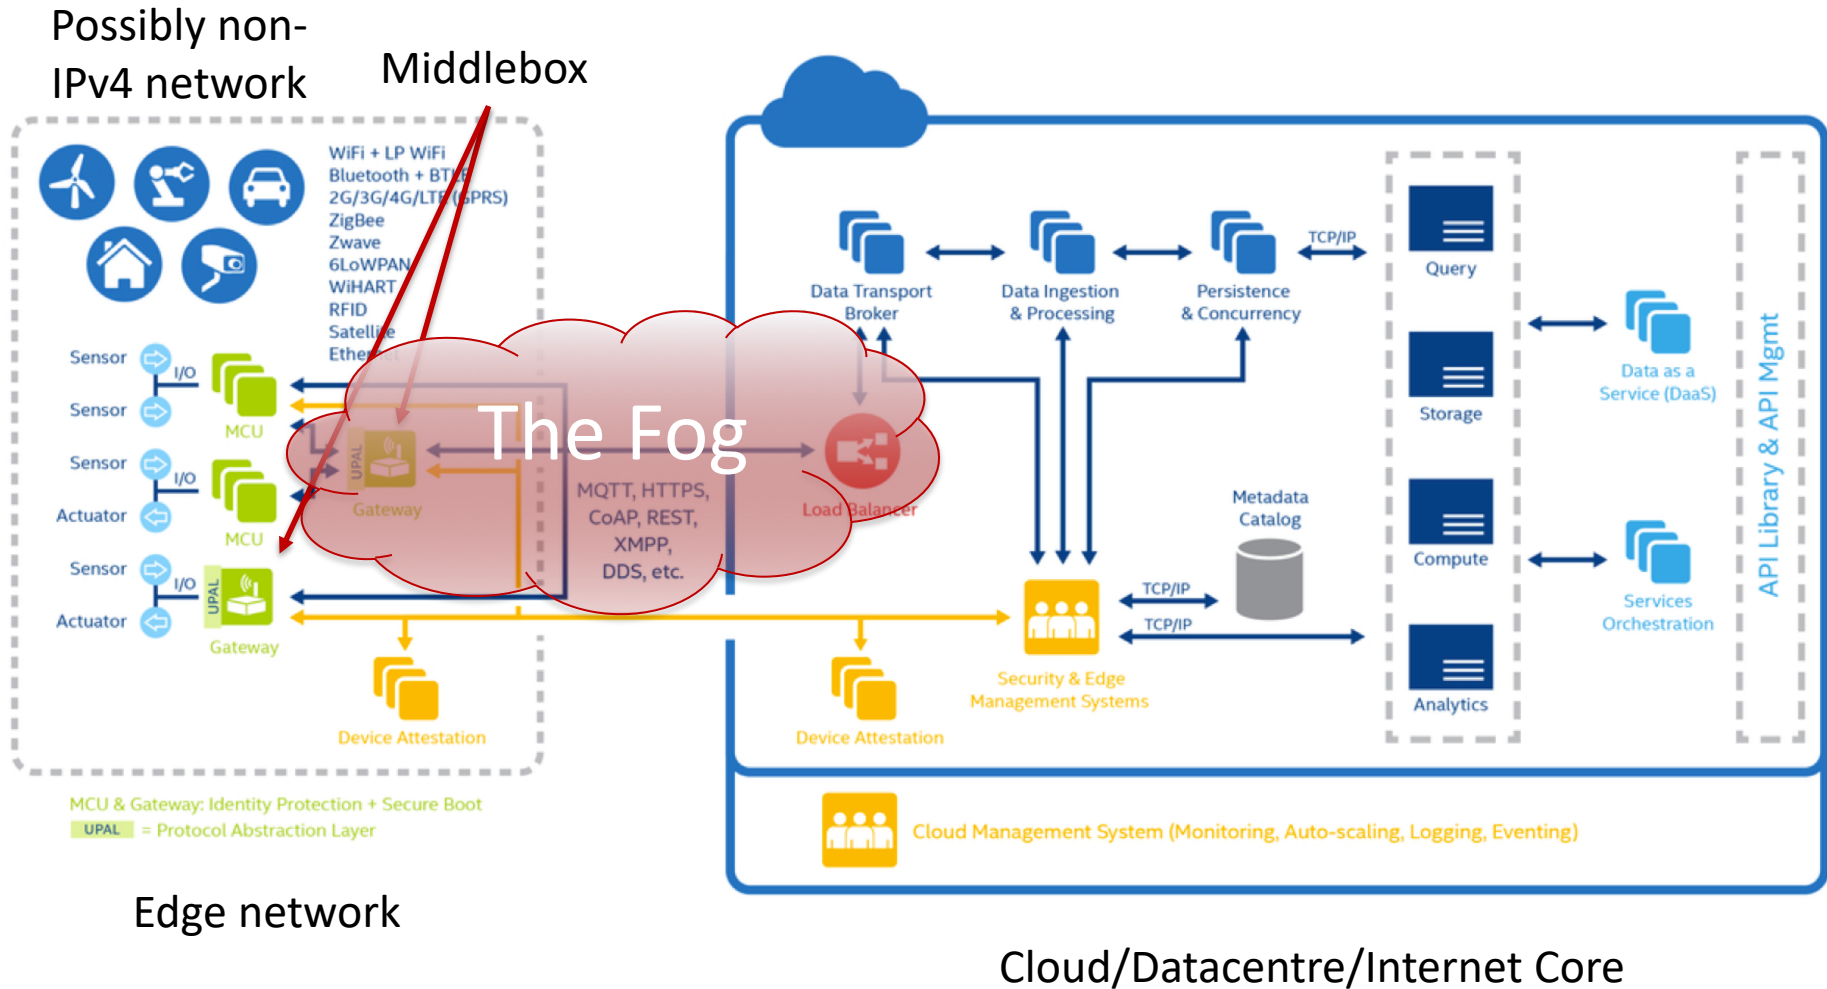 Possibly non-
IPv4 network
Middlebox
WiFi + LP WiFi
Bluetooth + BTLE
2G/3G/4G/LTE (GPRS)
ZigBee
Zwave
6LoWPAN
WiHART
RFID
Satellite
Ethernet
Sensor
I/O
Sensor
MCU
Sensor
I/O
Actuator
MCU
Sensor
I/O
Actuator
UPAL
Gateway
UPAL
Gateway
The Fog
MQTT, HTTPS,
CoAP, REST,
XMPP,
DDS, etc.
Load Balancer
Device Attestation
MCU & Gateway: Identity Protection + Secure Boot
UPAL = Protocol Abstraction Layer
Edge network
Data Transport
Broker
Data Ingestion
& Processing
Persistence
& Concurrency
TCP/IP
Query
Storage
Compute
Analytics
Metadata
Catalog
TCP/IP
TCP/IP
Security & Edge
Management Systems
Device Attestation
Data as a
Service (DaaS)
Services
Orchestration
API Library & API Mgmt
Cloud Management System (Monitoring, Auto-scaling, Logging, Eventing)
Cloud/Datacentre/Internet Core